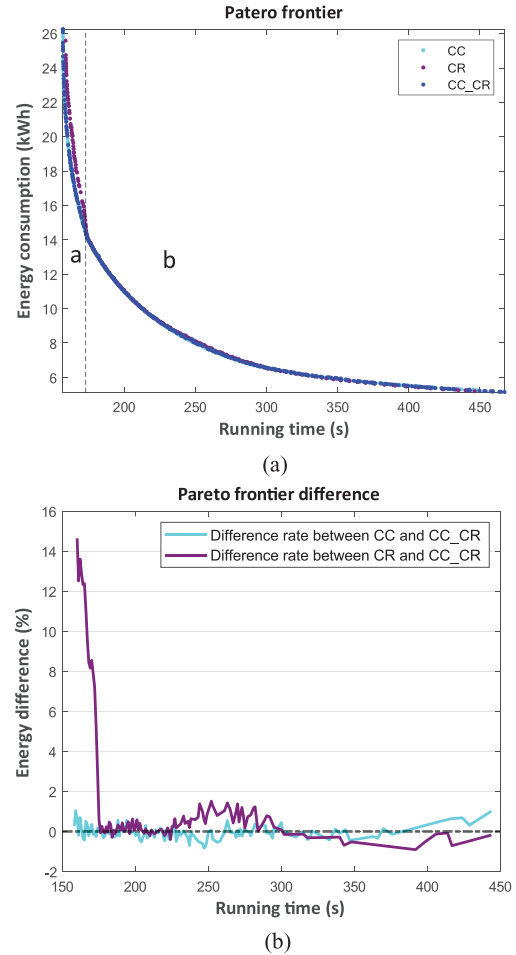 Patero frontier
26
24
22
20
18
16
14
12
10
8
6
Energy consumption (kWh)
CC
CR
CC_CR
a
b
200
250
300
350
400
450
Running time (s)
(a)
Pareto frontier difference
16
14
12
10
8
6
4
2
0
-2
Energy difference (%)
Difference rate between CC and CC_CR
Difference rate between CR and CC_CR
150
200
250
300
350
400
450
Running time (s)
(b)